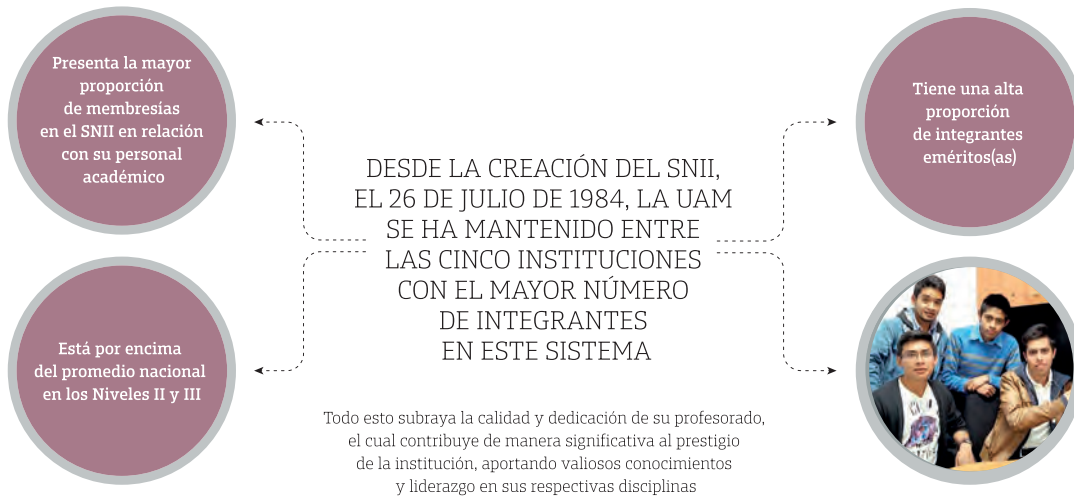 Presenta la mayor
proporción
de membresías
en el SNII en relación
con su personal
académico
Tiene una alta
proporción
de integrantes
eméritos(as)
DESDE LA CREACIÓN DEL SNII,
EL 26 DE JULIO DE 1984, LA UAM
SE HA MANTENIDO ENTRE
LAS CINCO INSTITUCIONES
CON EL MAYOR NÚMERO
DE INTEGRANTES
EN ESTE SISTEMA
Está por encima
del promedio nacional
en los Niveles II y III
Todo esto subraya la calidad y dedicación de su profesorado,
el cual contribuye de manera significativa al prestigio
de la institución, aportando valiosos conocimientos
y liderazgo en sus respectivas disciplinas